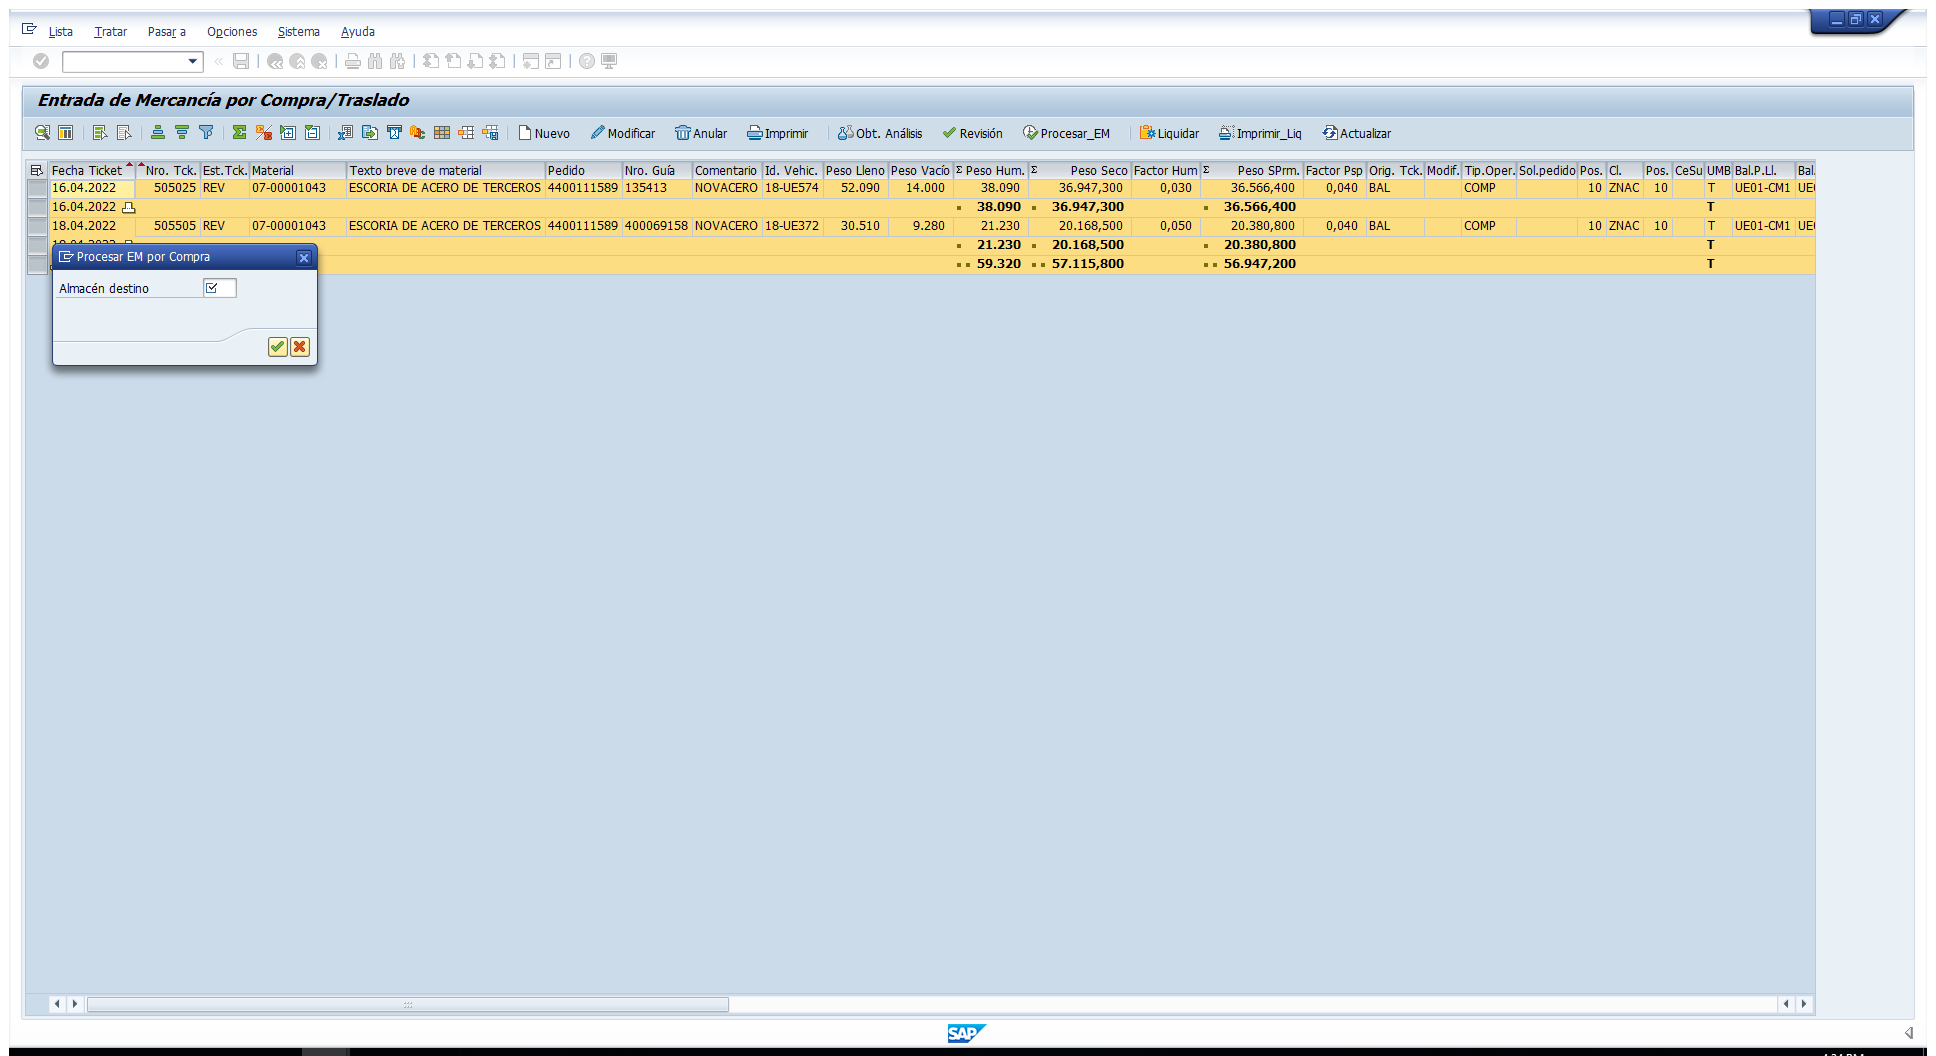 Lista Tratar Pasar a Opciones Sistema Ayuda
Entrada de Mercancía por Compra/Traslado
Nuevo Modificar Anular Imprimir Obt. Análisis Revisión Procesar_EM Liquidar Imprimir_Liq Actualizar
Fecha Ticket Nro. Tck. Est.Tck. Material Texto breve de material Pedido Nro. Guía Comentario Id. Vehic. Peso Lleno Peso Vacío Σ Peso Hum. Σ Peso Seco Factor Hum Σ Peso SPrm. Factor Psp Orig. Tck. Modif. Tip.Oper. Sol.pedido Pos. Cl. Pos. CeSu UMB Bal.P.Ll. Bal.
16.04.2022 505025 REV 07-00001043 ESCORIA DE ACERO DE TERCEROS 4400111589 135413 NOVACERO 18-UE574 52.090 14.000 38.090 36.947,300 0,030 36.566,400 0,040 BAL COMP 10 ZNAC 10 T UE01-CM1 UE
16.04.2022 38.090 36.947,300 36.566,400 T
18.04.2022 505505 REV 07-00001043 ESCORIA DE ACERO DE TERCEROS 4400111589 400069158 NOVACERO 18-UE372 30.510 9.280 21.230 20.168,500 0,050 20.380,800 0,040 BAL COMP 10 ZNAC 10 T UE01-CM1 UE
21.230 20.168,500 20.380,800 T
59.320 57.115,800 56.947,200 T
Procesar EM por Compra
Almacén destino
SAP